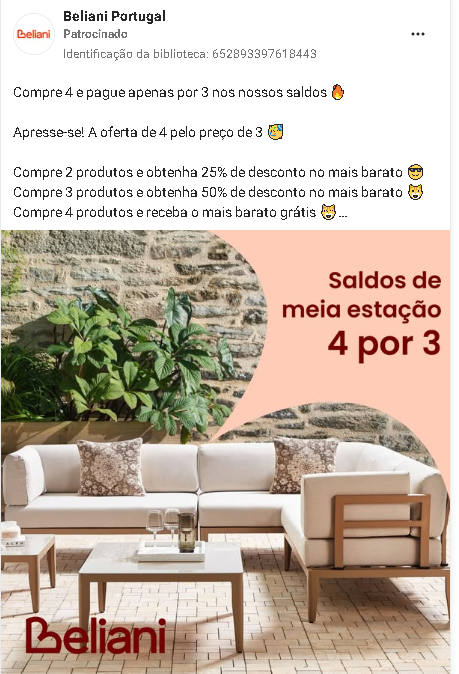 Beliani Portugal
Beliani
Patrocinado
Identificação da biblioteca: 652893397618443
Compre 4 e pague apenas por 3 nos nossos saldos 🔥
Apresse-se! A oferta de 4 pelo preço de 3 🥳
Compre 2 produtos e obtenha 25% de desconto no mais barato 😎
Compre 3 produtos e obtenha 50% de desconto no mais barato 😺
Compre 4 produtos e receba o mais barato grátis 😸...
Saldos de
meia estação
4 por 3
Beliani